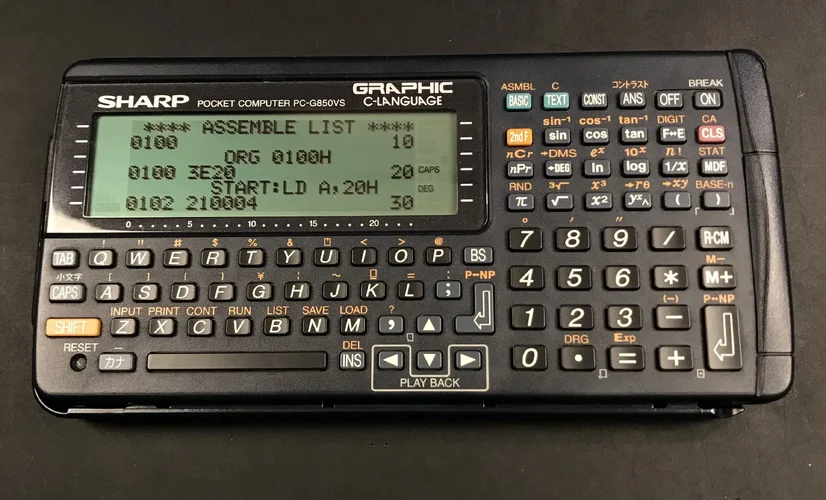 SHARP POCKET COMPUTER PC-G850VS GRAPHIC C-LANGUAGE
**** ASSEMBLE LIST ****
0100 10
ORG 0100H
0100 3E20 20
START:LD A,20H
0102 210004 30
CAPS
DEG
0 5 10 15 20
ASMBL C コントラスト BREAK
BASIC TEXT CONST ANS OFF ON
sin⁻¹ cos⁻¹ tan⁻¹ DIGIT CA
2nd F sin cos tan F↔E CLS
nCr →DMS eˣ 10ˣ n! STAT
nPr →DEG ln log 1/x MDF
RND ³√ x³ →rθ →xy BASE-n
π √ x² yˣ^ ( )
° ′ ″
7 8 9 / R·CM
M−
4 5 6 * M+
(−) P↔NP
1 2 3 −
DRG Exp
0 • = +
! " # $ % & < > @
TAB Q W E R T Y U I O P BS
小文字 [ ] { } ¥ ¦ ~ _ = : P↔NP
CAPS A S D F G H J K L ;
INPUT PRINT CONT RUN LIST SAVE LOAD ?
SHIFT Z X C V B N M , ▲
RESET DEL
カナ INS ◀ ▼ ▶
PLAY BACK